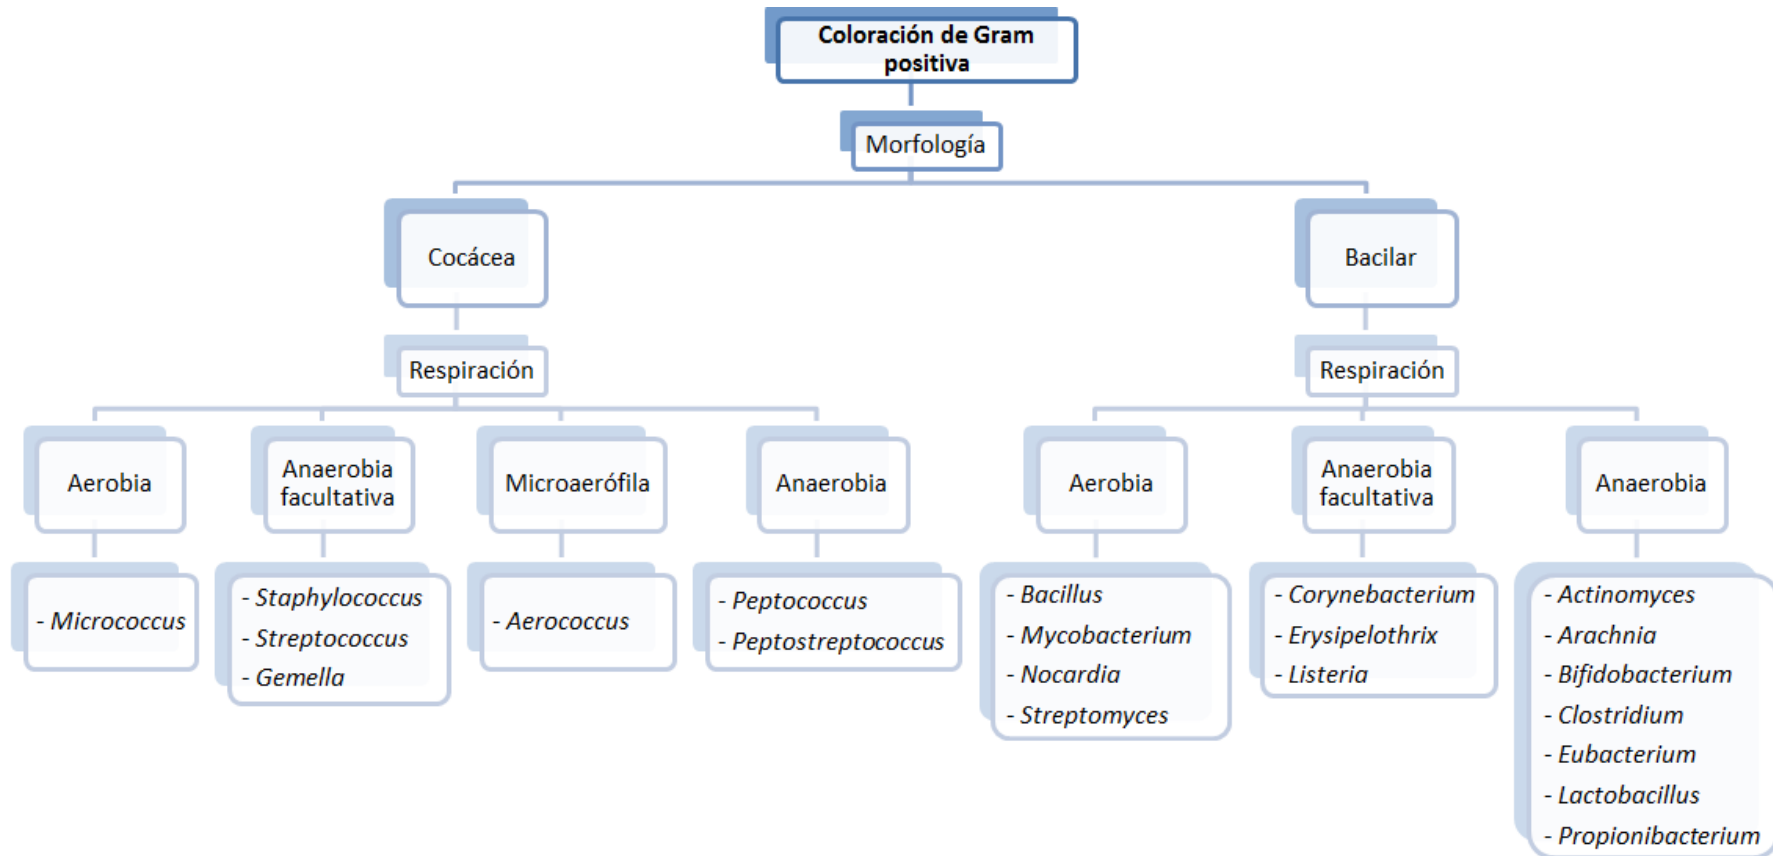 Coloración de Gram
positiva
Morfología
Cocácea
Bacilar
Respiración
Respiración
Aerobia
Anaerobia
facultativa
Microaerófila
Anaerobia
Aerobia
Anaerobia
facultativa
Anaerobia
- Micrococcus
- Staphylococcus
- Streptococcus
- Gemella
- Aerococcus
- Peptococcus
- Peptostreptococcus
- Bacillus
- Mycobacterium
- Nocardia
- Streptomyces
- Corynebacterium
- Erysipelothrix
- Listeria
- Actinomyces
- Arachnia
- Bifidobacterium
- Clostridium
- Eubacterium
- Lactobacillus
- Propionibacterium